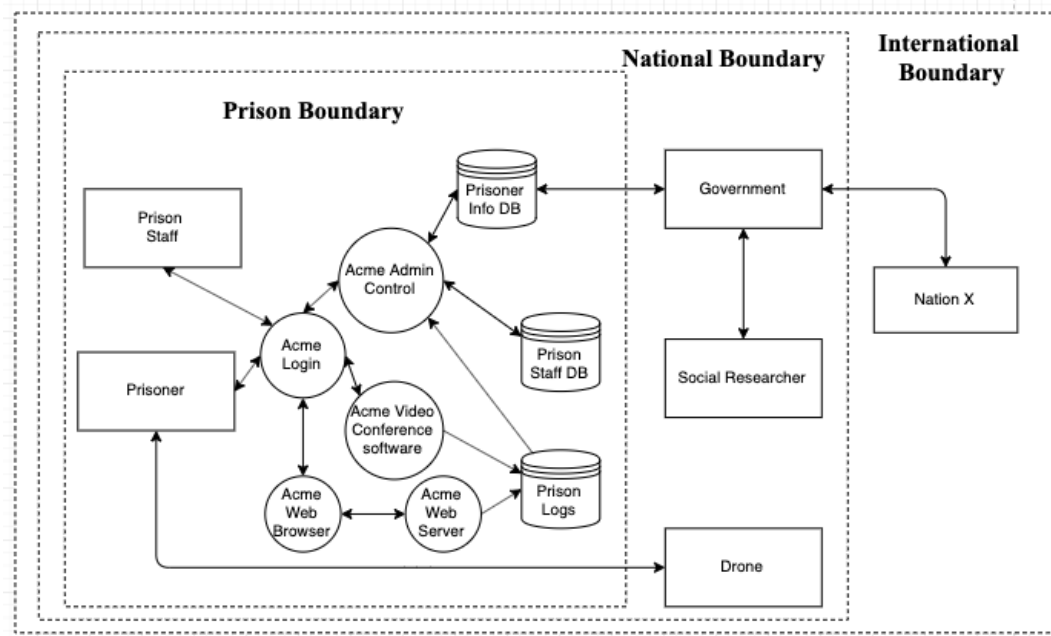 International
Boundary
National Boundary
Prison Boundary
Prisoner
Info DB
Government
Prison
Staff
Acme Admin
Control
Nation X
Acme
Login
Prison
Staff DB
Prisoner
Social Researcher
Acme Video
Conference
software
Acme
Web
Browser
Acme
Web
Server
Prison
Logs
Drone